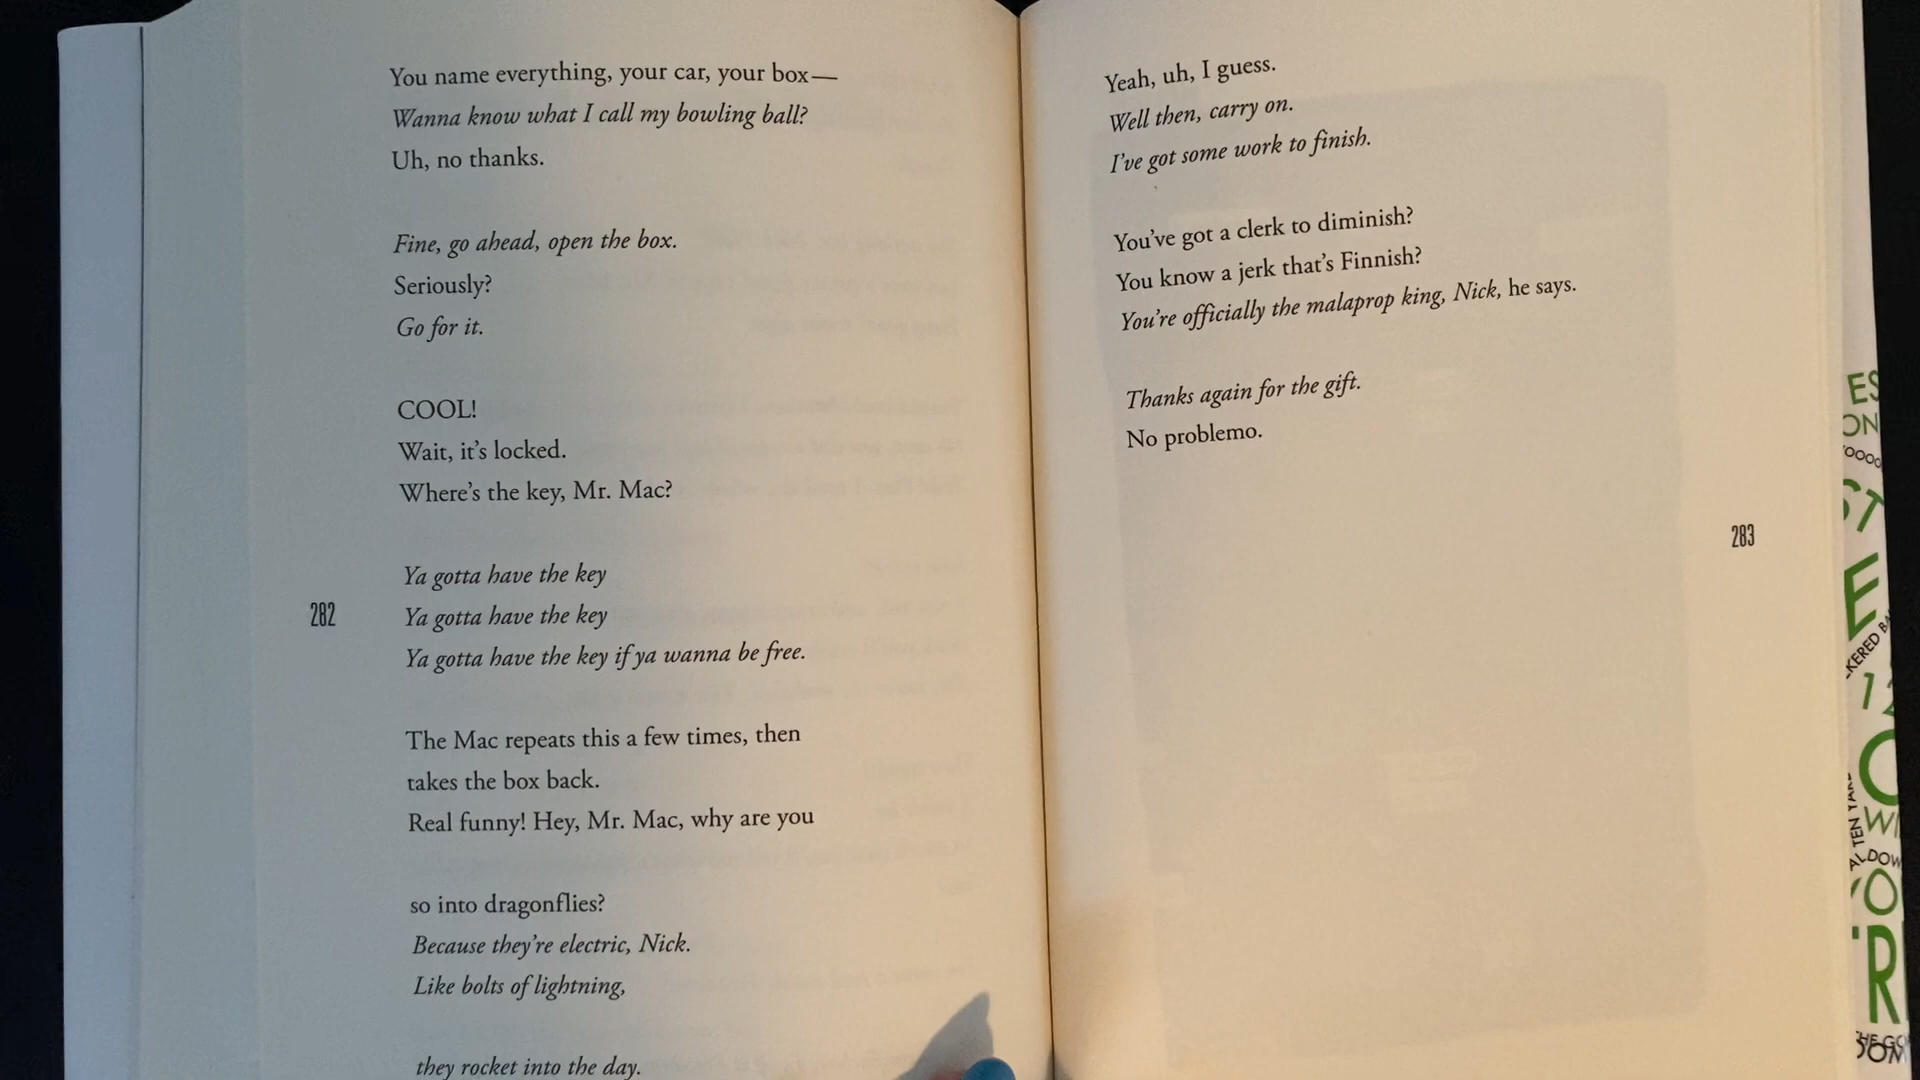 You name everything, your car, your box—
Wanna know what I call my bowling ball?
Uh, no thanks.
Fine, go ahead, open the box.
Seriously?
Go for it.
COOL!
Wait, it's locked.
Where's the key, Mr. Mac?
Ya gotta have the key
Ya gotta have the key
Ya gotta have the key if ya wanna be free.
282
The Mac repeats this a few times, then
takes the box back.
Real funny! Hey, Mr. Mac, why are you
so into dragonflies?
Because they're electric, Nick.
Like bolts of lightning,
they rocket into the day.
Yeah, uh, I guess.
Well then, carry on.
I've got some work to finish.
You've got a clerk to diminish?
You know a jerk that's Finnish?
You're officially the malaprop king, Nick, he says.
Thanks again for the gift.
No problemo.
283